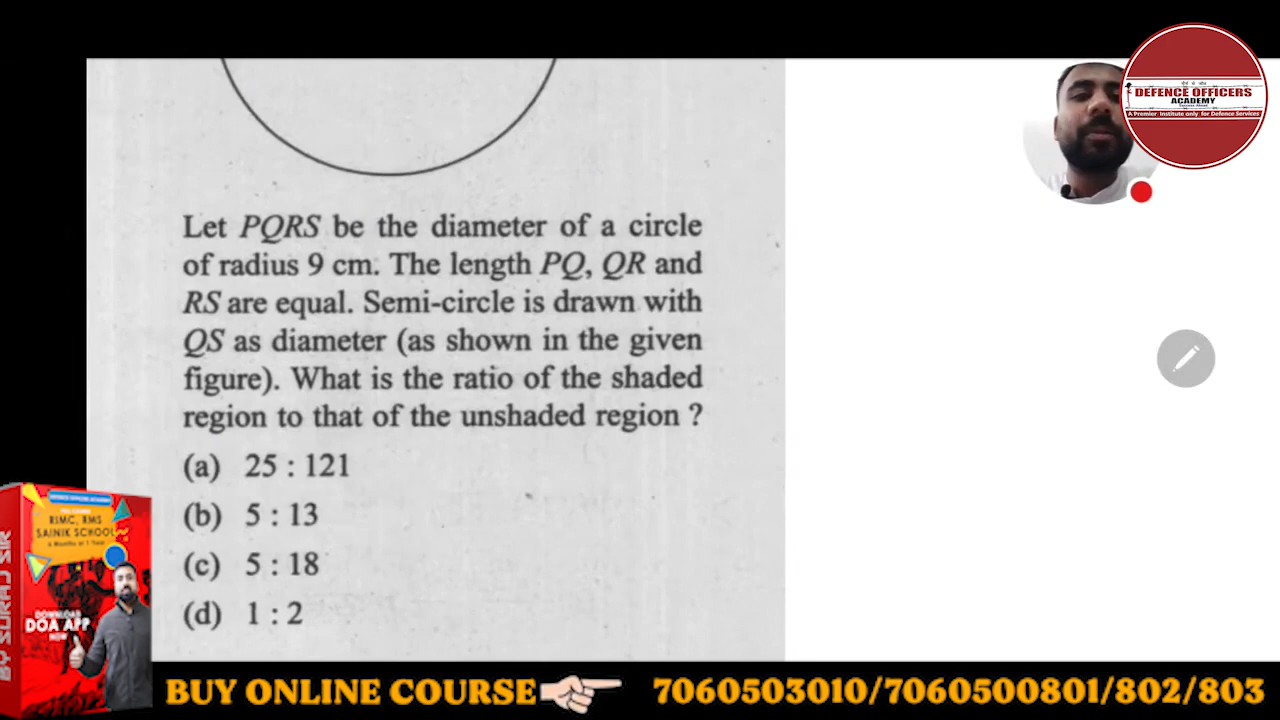 DEFENCE OFFICERS
ACADEMY
A Premier Institute only for Defence Services
Let PQRS be the diameter of a circle
of radius 9 cm. The length PQ, QR and
RS are equal. Semi-circle is drawn with
QS as diameter (as shown in the given
figure). What is the ratio of the shaded
region to that of the unshaded region ?
(a) 25 : 121
(b) 5 : 13
(c) 5 : 18
(d) 1 : 2
RIMC, RMS
SAINIK SCHOOL
DOWNLOAD
DOA APP
NOW
BY SURAJ SIR
BUY ONLINE COURSE
7060503010/7060500801/802/803